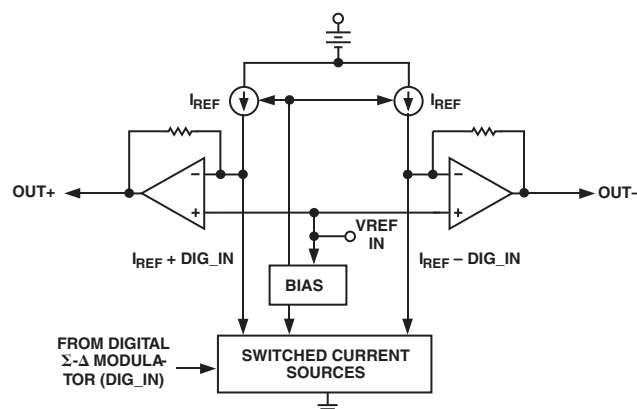 IREF
IREF
−
−
OUT+
OUT–
+
+
VREF
IN
IREF + DIG_IN
IREF – DIG_IN
BIAS
FROM DIGITAL
Σ-Δ MODULA-
TOR (DIG_IN)
SWITCHED CURRENT
SOURCES